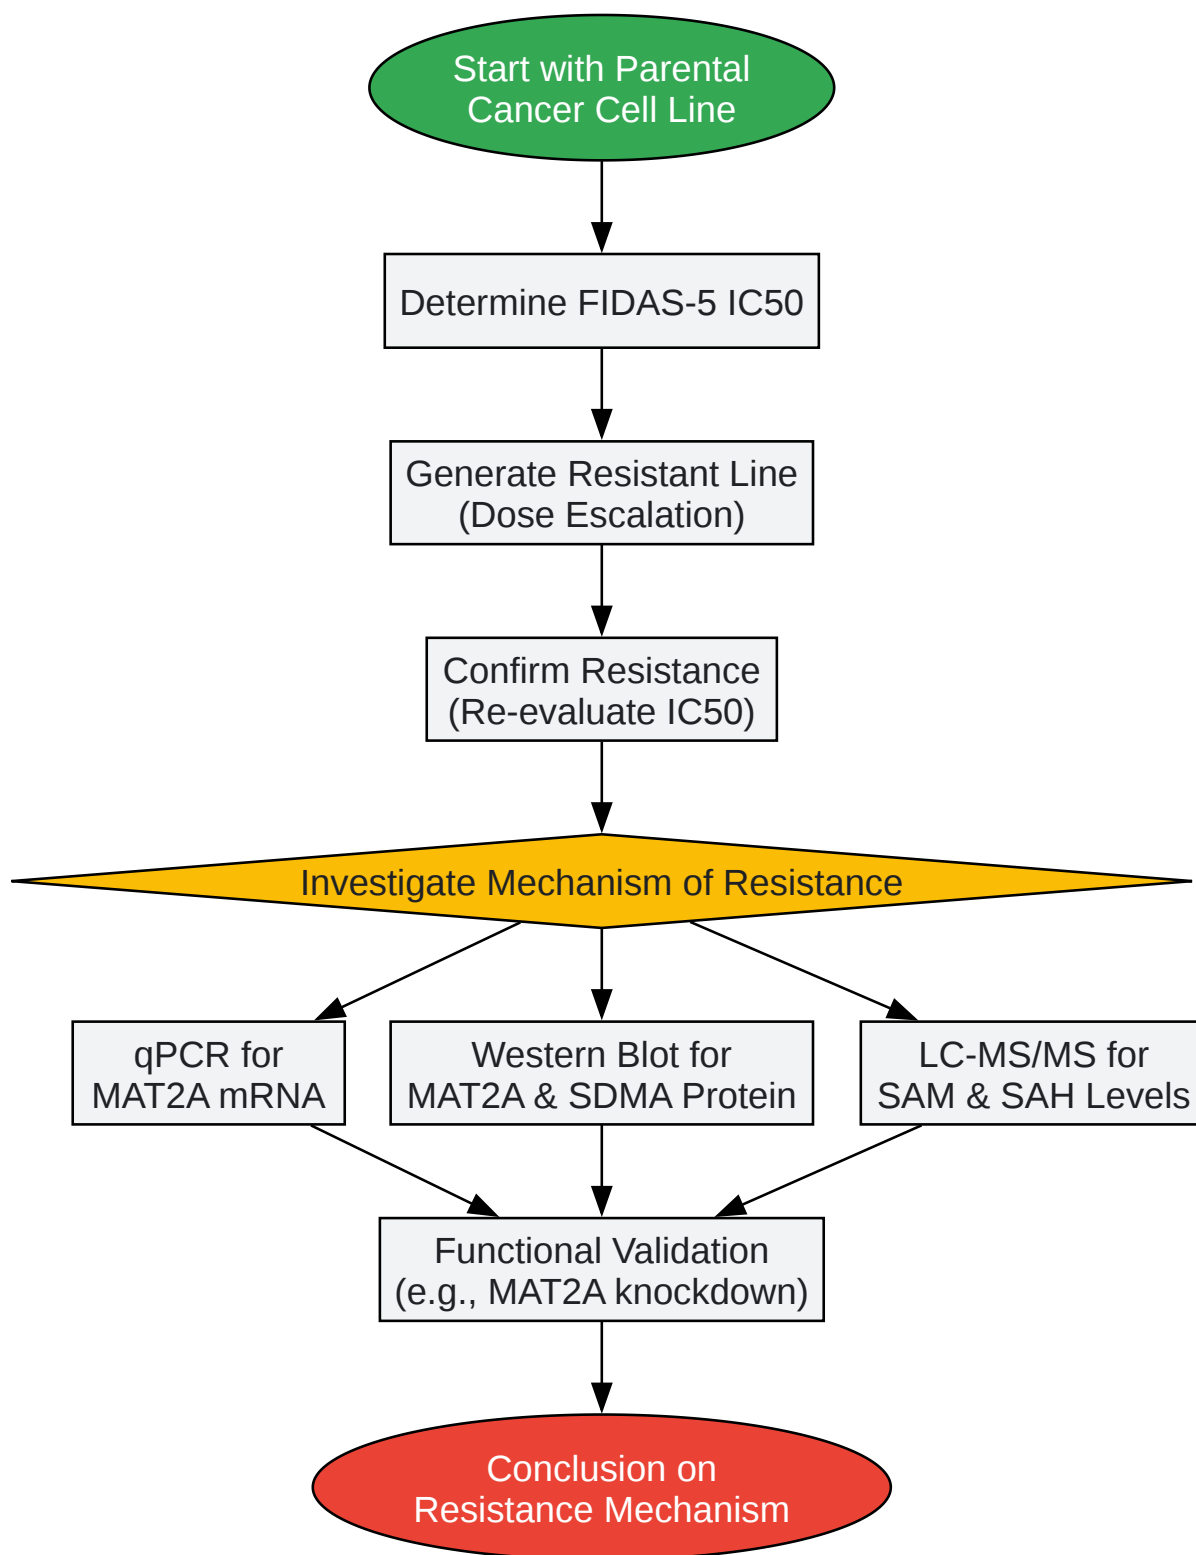 Start with Parental
Cancer Cell Line
Determine FIDAS-5 IC50
Generate Resistant Line
(Dose Escalation)
Confirm Resistance
(Re-evaluate IC50)
Investigate Mechanism of Resistance
qPCR for
MAT2A mRNA
Western Blot for
MAT2A & SDMA Protein
LC-MS/MS for
SAM & SAH Levels
Functional Validation
(e.g., MAT2A knockdown)
Conclusion on
Resistance Mechanism